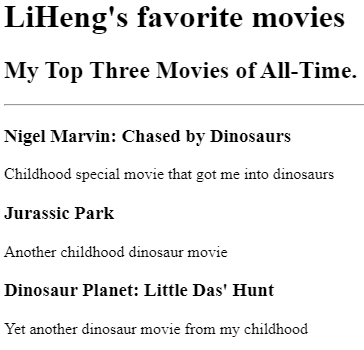 LiHeng's favorite movies
My Top Three Movies of All-Time.
Nigel Marvin: Chased by Dinosaurs
Childhood special movie that got me into dinosaurs
Jurassic Park
Another childhood dinosaur movie
Dinosaur Planet: Little Das' Hunt
Yet another dinosaur movie from my childhood